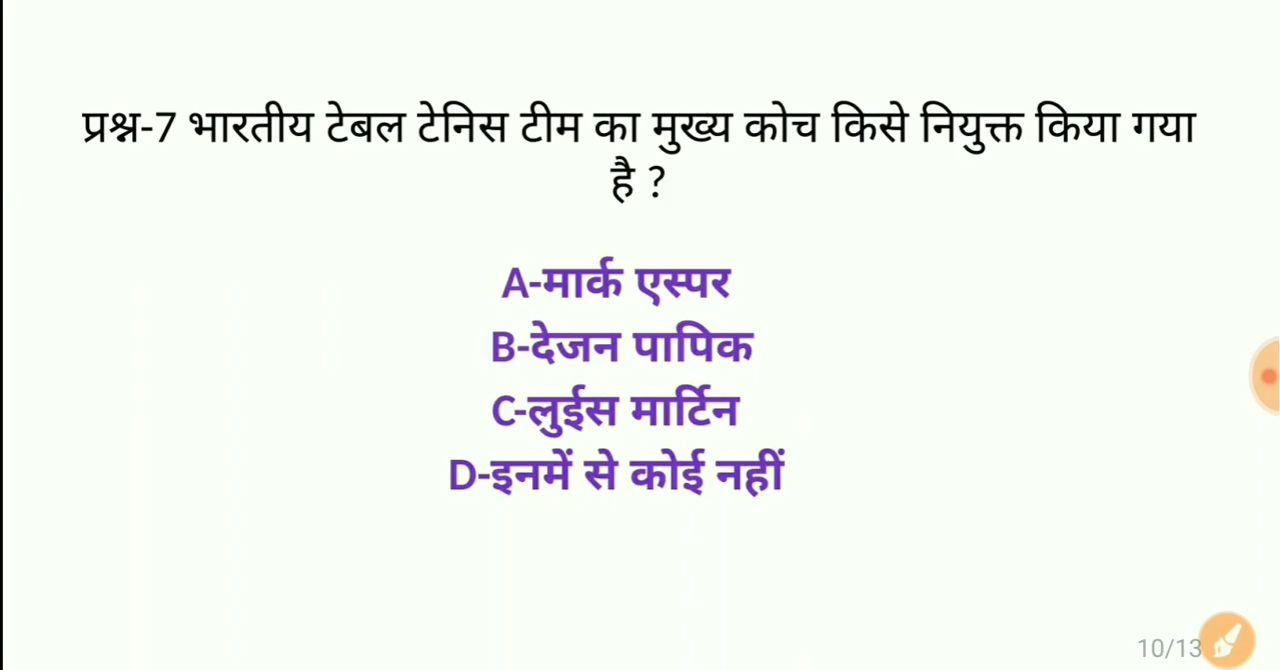 प्रश्न-7 भारतीय टेबल टेनिस टीम का मुख्य कोच किसे नियुक्त किया गया
है ?
A-मार्क एस्पर
B-देजन पापिक
C-लुईस मार्टिन
D-इनमें से कोई नहीं
10/13